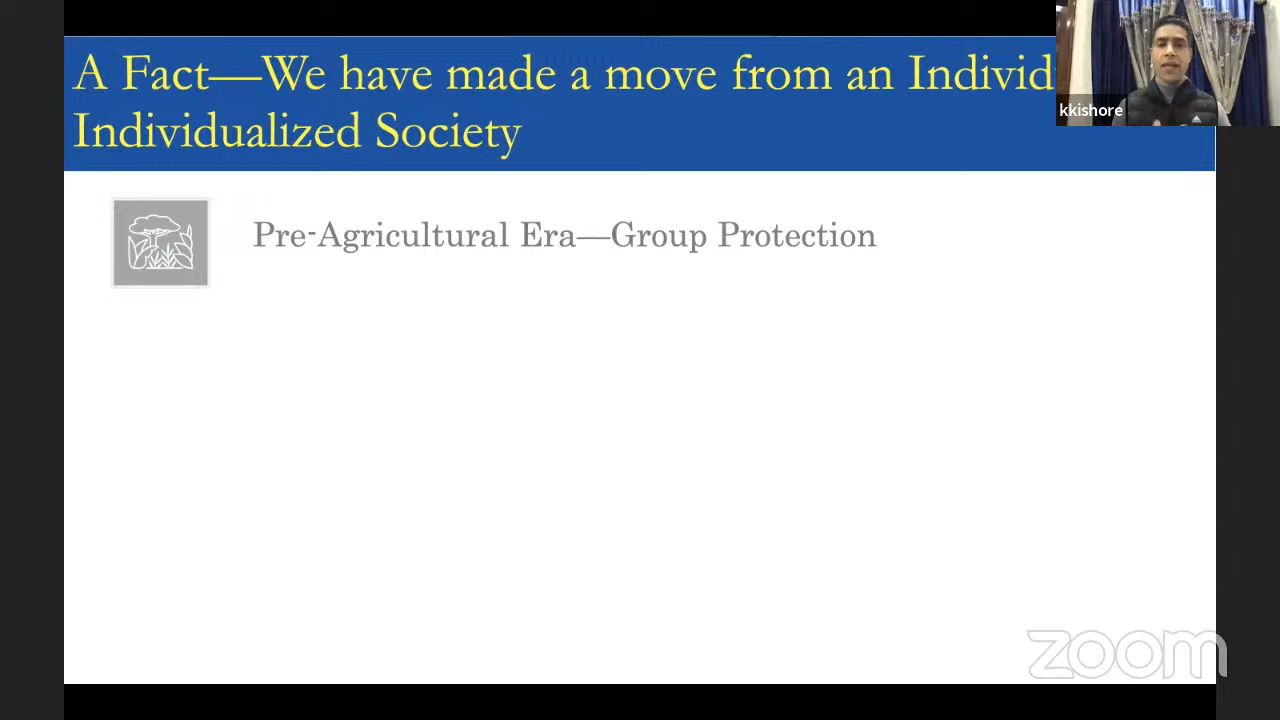 A Fact—We have made a move from an Individ
Individualized Society
kkishore
Pre-Agricultural Era—Group Protection
zoom